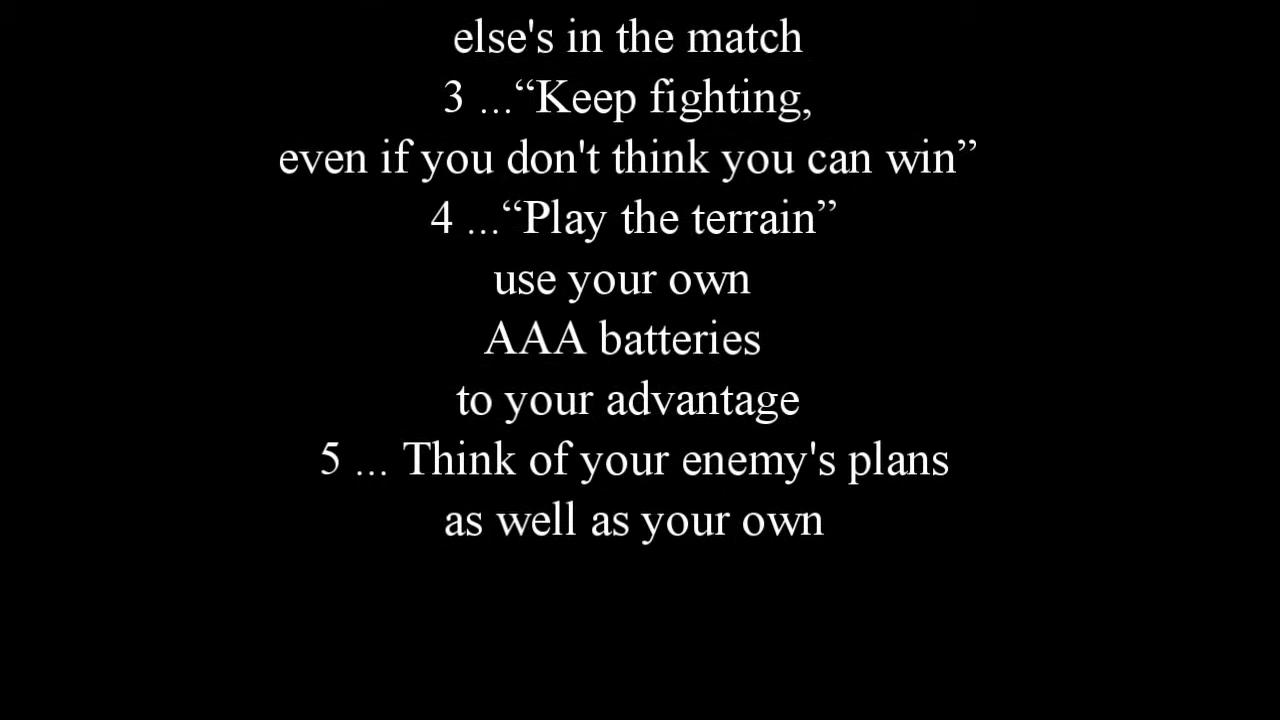 else's in the match
3 ...“Keep fighting,
even if you don't think you can win”
4 ...“Play the terrain”
use your own
AAA batteries
to your advantage
5 ... Think of your enemy's plans
as well as your own